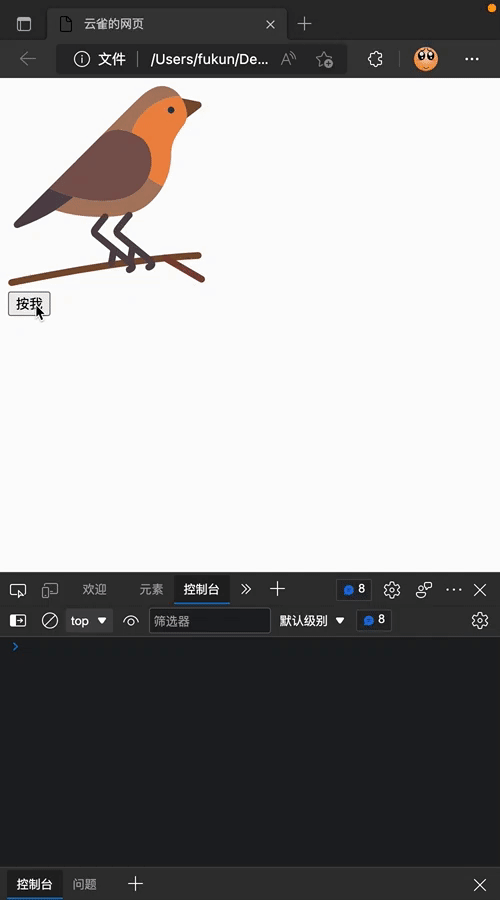 云雀的网页
文件 /Users/fukun/De...
按我
欢迎 元素 控制台 8
top 筛选器 默认级别 8
控制台 问题